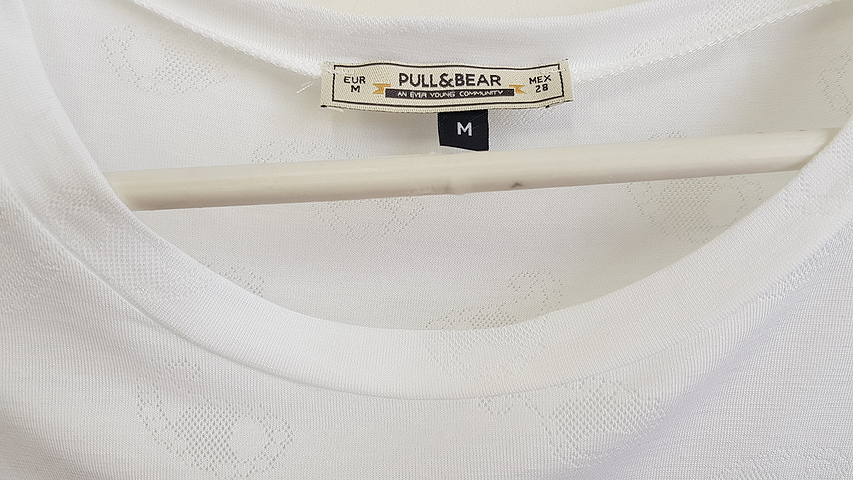 EUR
M
PULL&BEAR
AN EVER YOUNG COMMUNITY
MEX
28
M